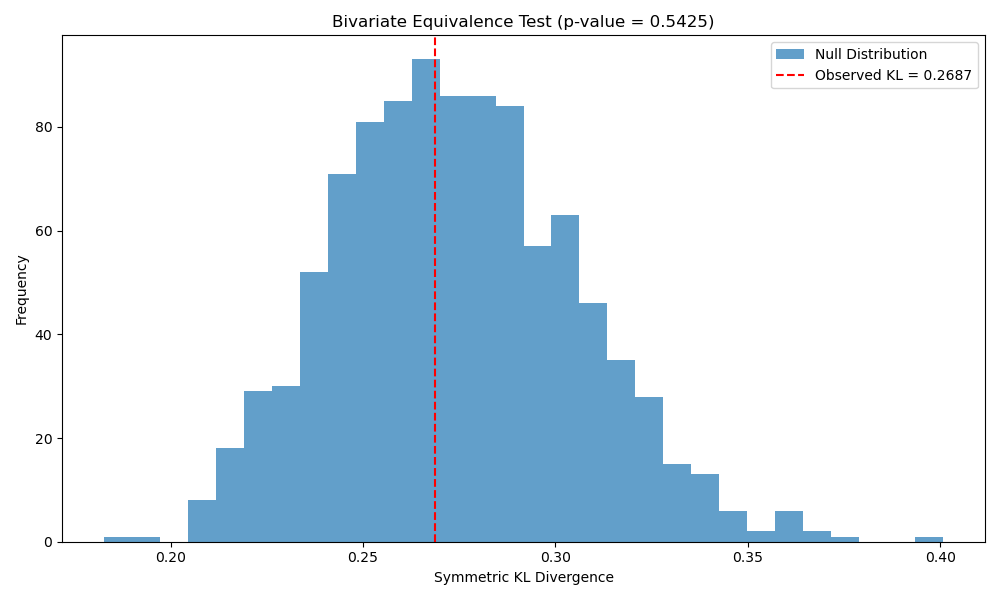 Bivariate Equivalence Test (p-value = 0.5425)
Null Distribution
Observed KL = 0.2687
Frequency
80
60
40
20
0
0.20
0.25
0.30
0.35
0.40
Symmetric KL Divergence